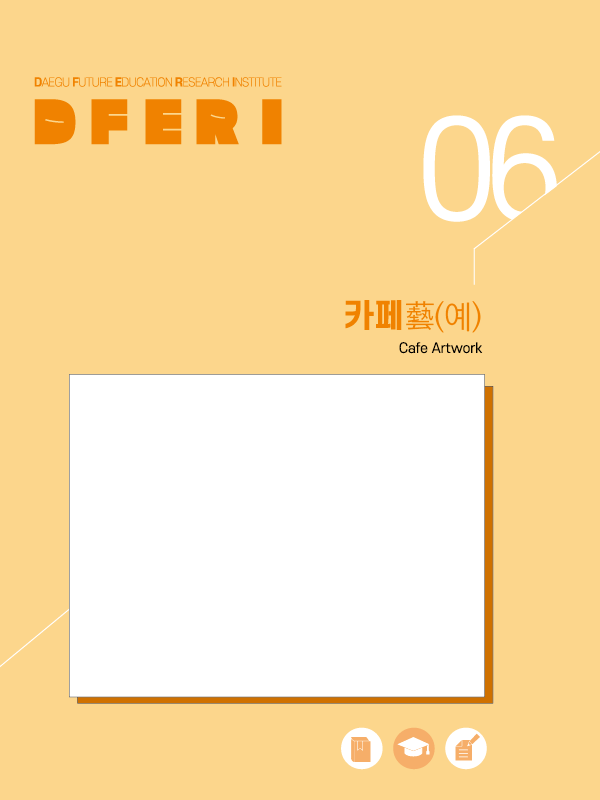 DAEGU FUTURE EDUCATION RESEARCH INSTITUTE
DFERI
06
카페藝(예)
Cafe Artwork